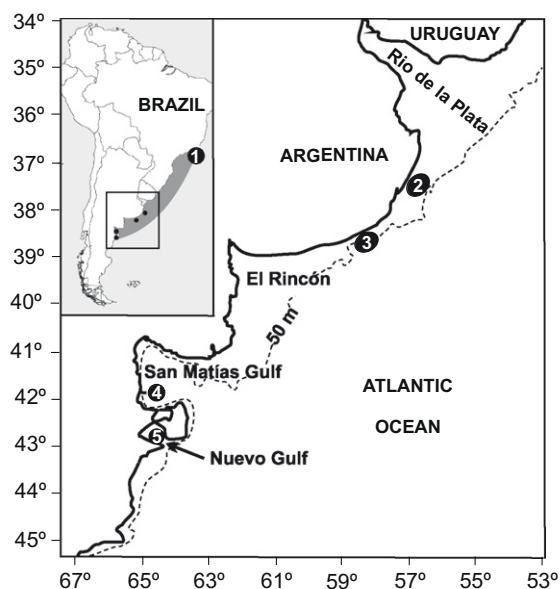 34º
35º
36º
37º
38º
39º
40º
41º
42º
43º
44º
45º
67º 65º 63º 61º 59º 57º 55º 53º
BRAZIL
1
URUGUAY
Rio de la Plata
ARGENTINA
2
3
El Rincón
50 m
San Matías Gulf
4
ATLANTIC
OCEAN
5
Nuevo Gulf